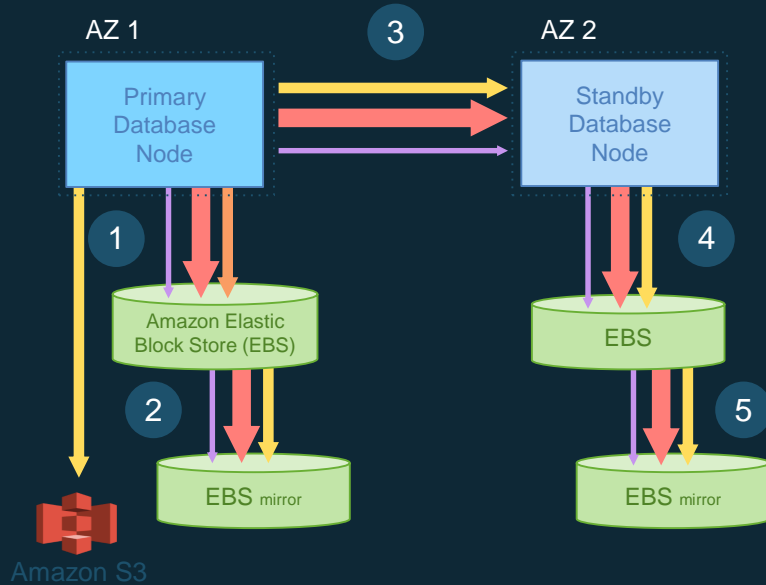 AZ 1
3
AZ 2
Primary
Database
Node
Standby
Database
Node
1
4
Amazon Elastic
Block Store (EBS)
EBS
2
5
EBS mirror
EBS mirror
Amazon S3